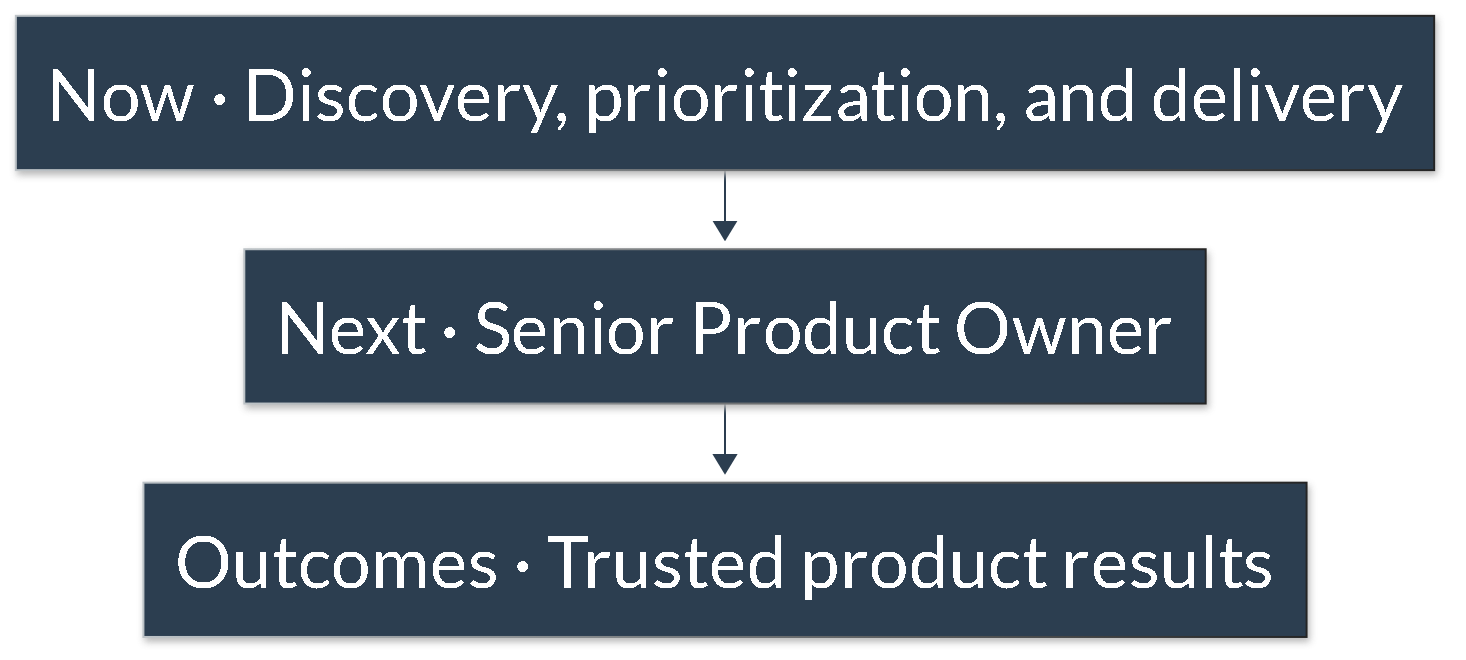 Now · Discovery, prioritization, and delivery
Next · Senior Product Owner
Outcomes · Trusted product results